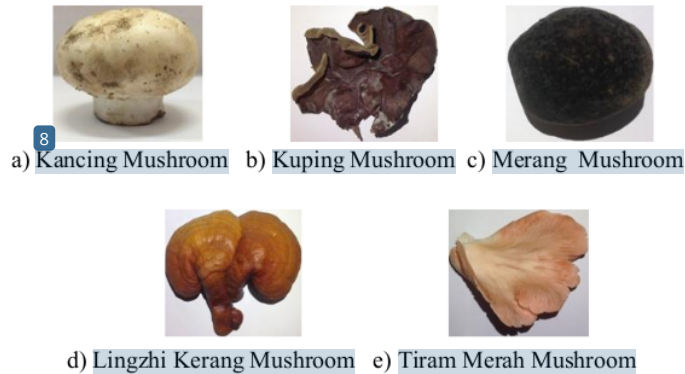 8
a) Kancing Mushroom b) Kuping Mushroom c) Merang Mushroom
d) Lingzhi Kerang Mushroom e) Tiram Merah Mushroom